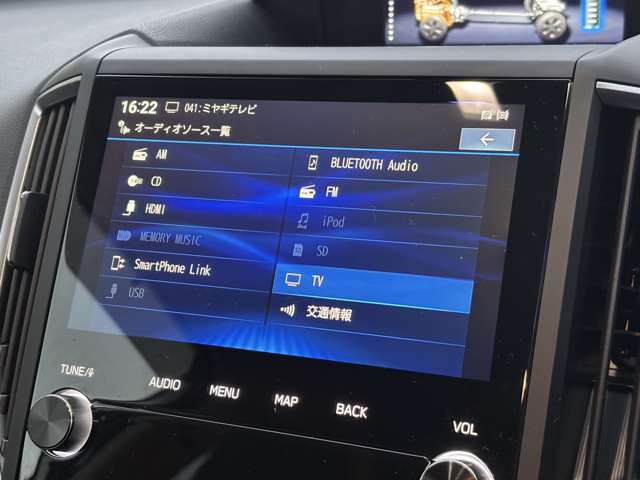 16:22 041:ミヤギテレビ
オーディオソース一覧
AM
BLUETOOTH Audio
CD
FM
HDMI
iPod
MEMORY MUSIC
SD
SmartPhone Link
TV
USB
交通情報
TUNE/
AUDIO
MENU
MAP
BACK
VOL